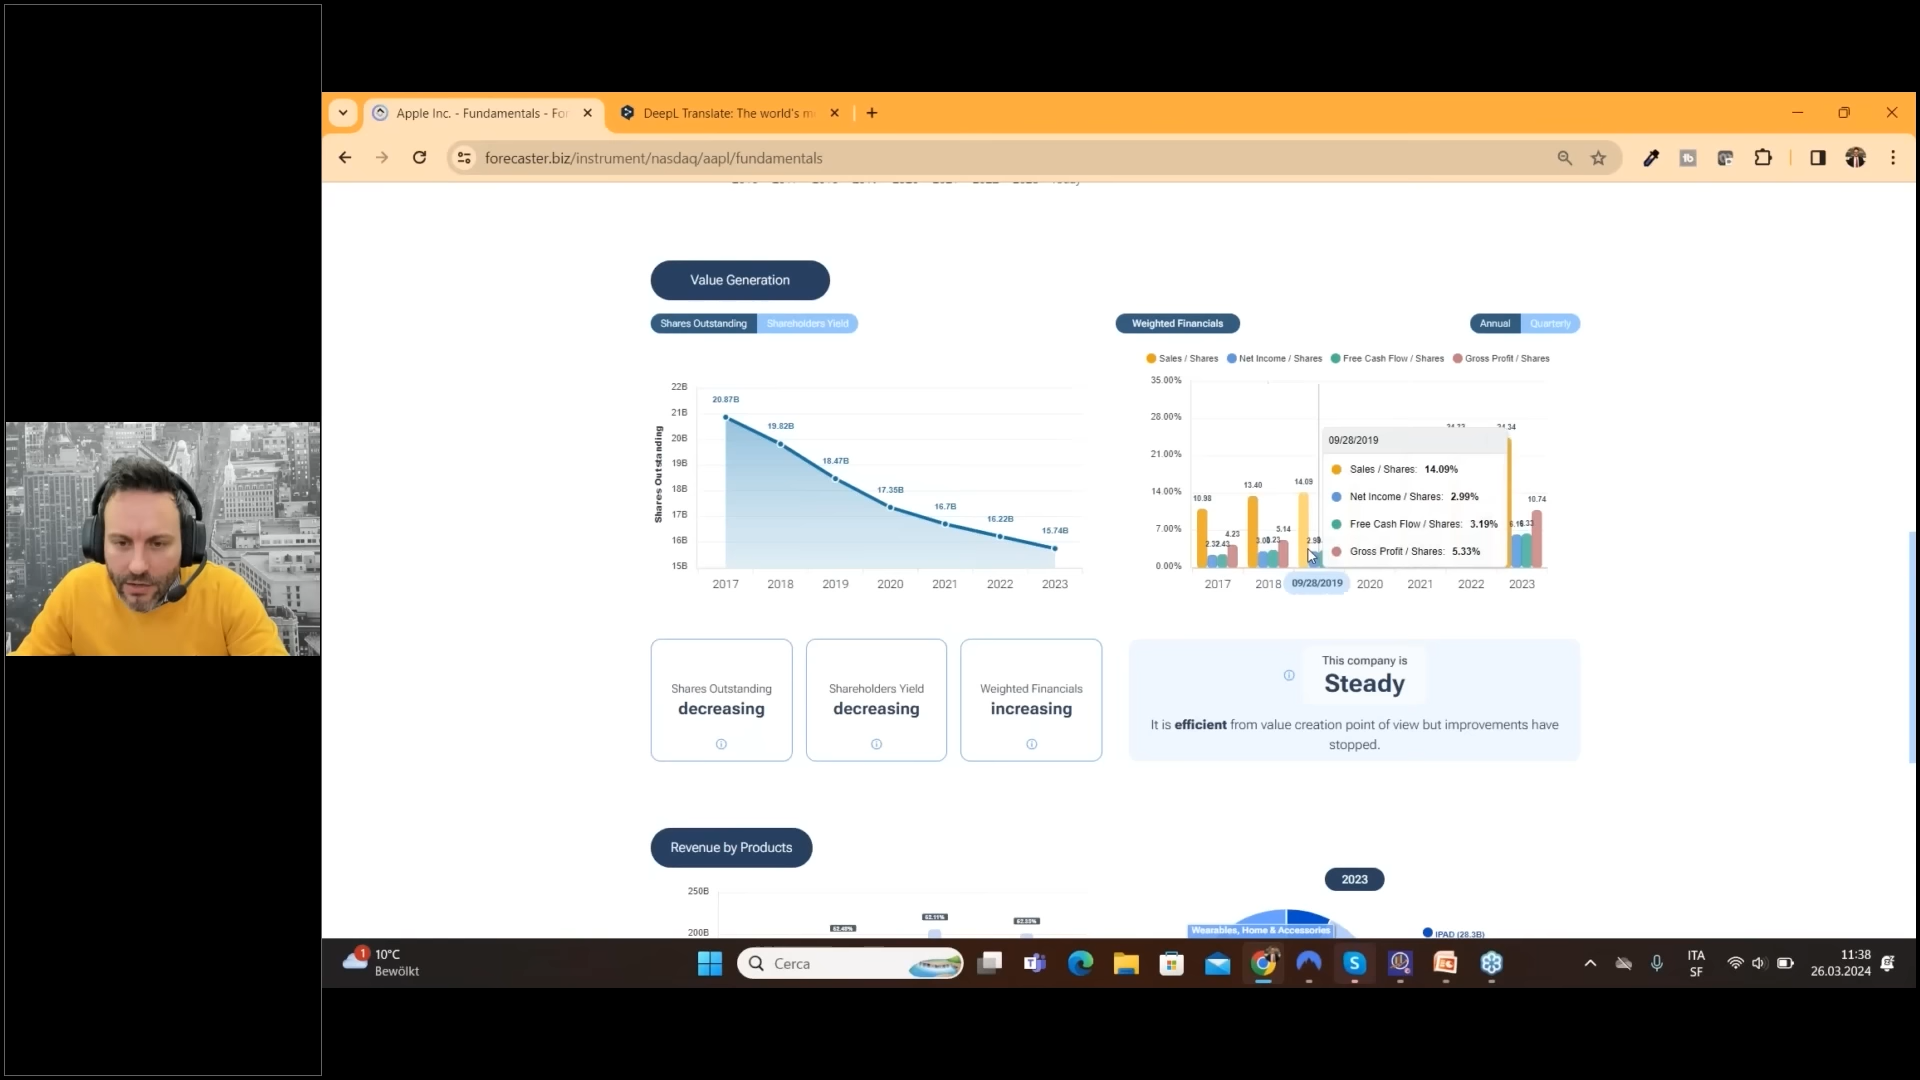 Apple Inc. - Fundamentals - For
DeepL Translate: The world's m
forecaster.biz/instrument/nasdaq/aapl/fundamentals
Value Generation
Shares Outstanding Shareholders Yield
Weighted Financials
Annual Quarterly
Sales / Shares Net Income / Shares Free Cash Flow / Shares Gross Profit / Shares
Shares Outstanding
22B
21B
20B
19B
18B
17B
16B
15B
20.87B
19.82B
18.47B
17.35B
16.7B
16.22B
15.74B
2017 2018 2019 2020 2021 2022 2023
35.00%
28.00%
21.00%
14.00%
7.00%
0.00%
10.98
4.23
13.40
5.14
14.09
10.74
09/28/2019
Sales / Shares: 14.09%
Net Income / Shares: 2.99%
Free Cash Flow / Shares: 3.19%
Gross Profit / Shares: 5.33%
2017 2018 09/28/2019 2020 2021 2022 2023
Shares Outstanding
decreasing
Shareholders Yield
decreasing
Weighted Financials
increasing
This company is
Steady
It is efficient from value creation point of view but improvements have
stopped.
Revenue by Products
250B
200B
2023
Wearables, Home & Accessories
IPAD (28.3B)
1
10°C
Bewölkt
Cerca
ITA
SF
11:38
26.03.2024